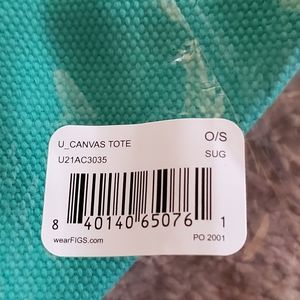 U_CANVAS TOTE O/S
U21AC3035 SUG
8 40140 65076 1
wearFIGS.com PO 2001